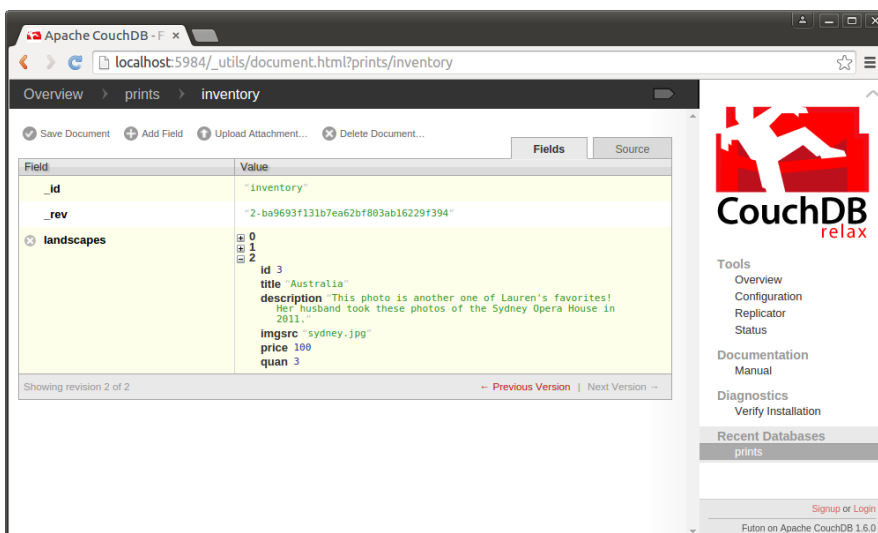 Apache CouchDB - F
localhost:5984/_utils/document.html?prints/inventory
Overview prints inventory
Save Document Add Field Upload Attachment... Delete Document...
Fields Source
Field Value
_id "inventory"
_rev "2-ba9693f131b7ea62bf803ab16229f394"
landscapes
0
1
2
id 3
title "Australia"
description "This photo is another one of Lauren's favorites!
Her husband took these photos of the Sydney Opera House in
2011."
imgsrc "sydney.jpg"
price 100
quan 3
Showing revision 2 of 2 ← Previous Version | Next Version →
CouchDB
relax
Tools
Overview
Configuration
Replicator
Status
Documentation
Manual
Diagnostics
Verify Installation
Recent Databases
prints
Signup or Login
Futon on Apache CouchDB 1.6.0